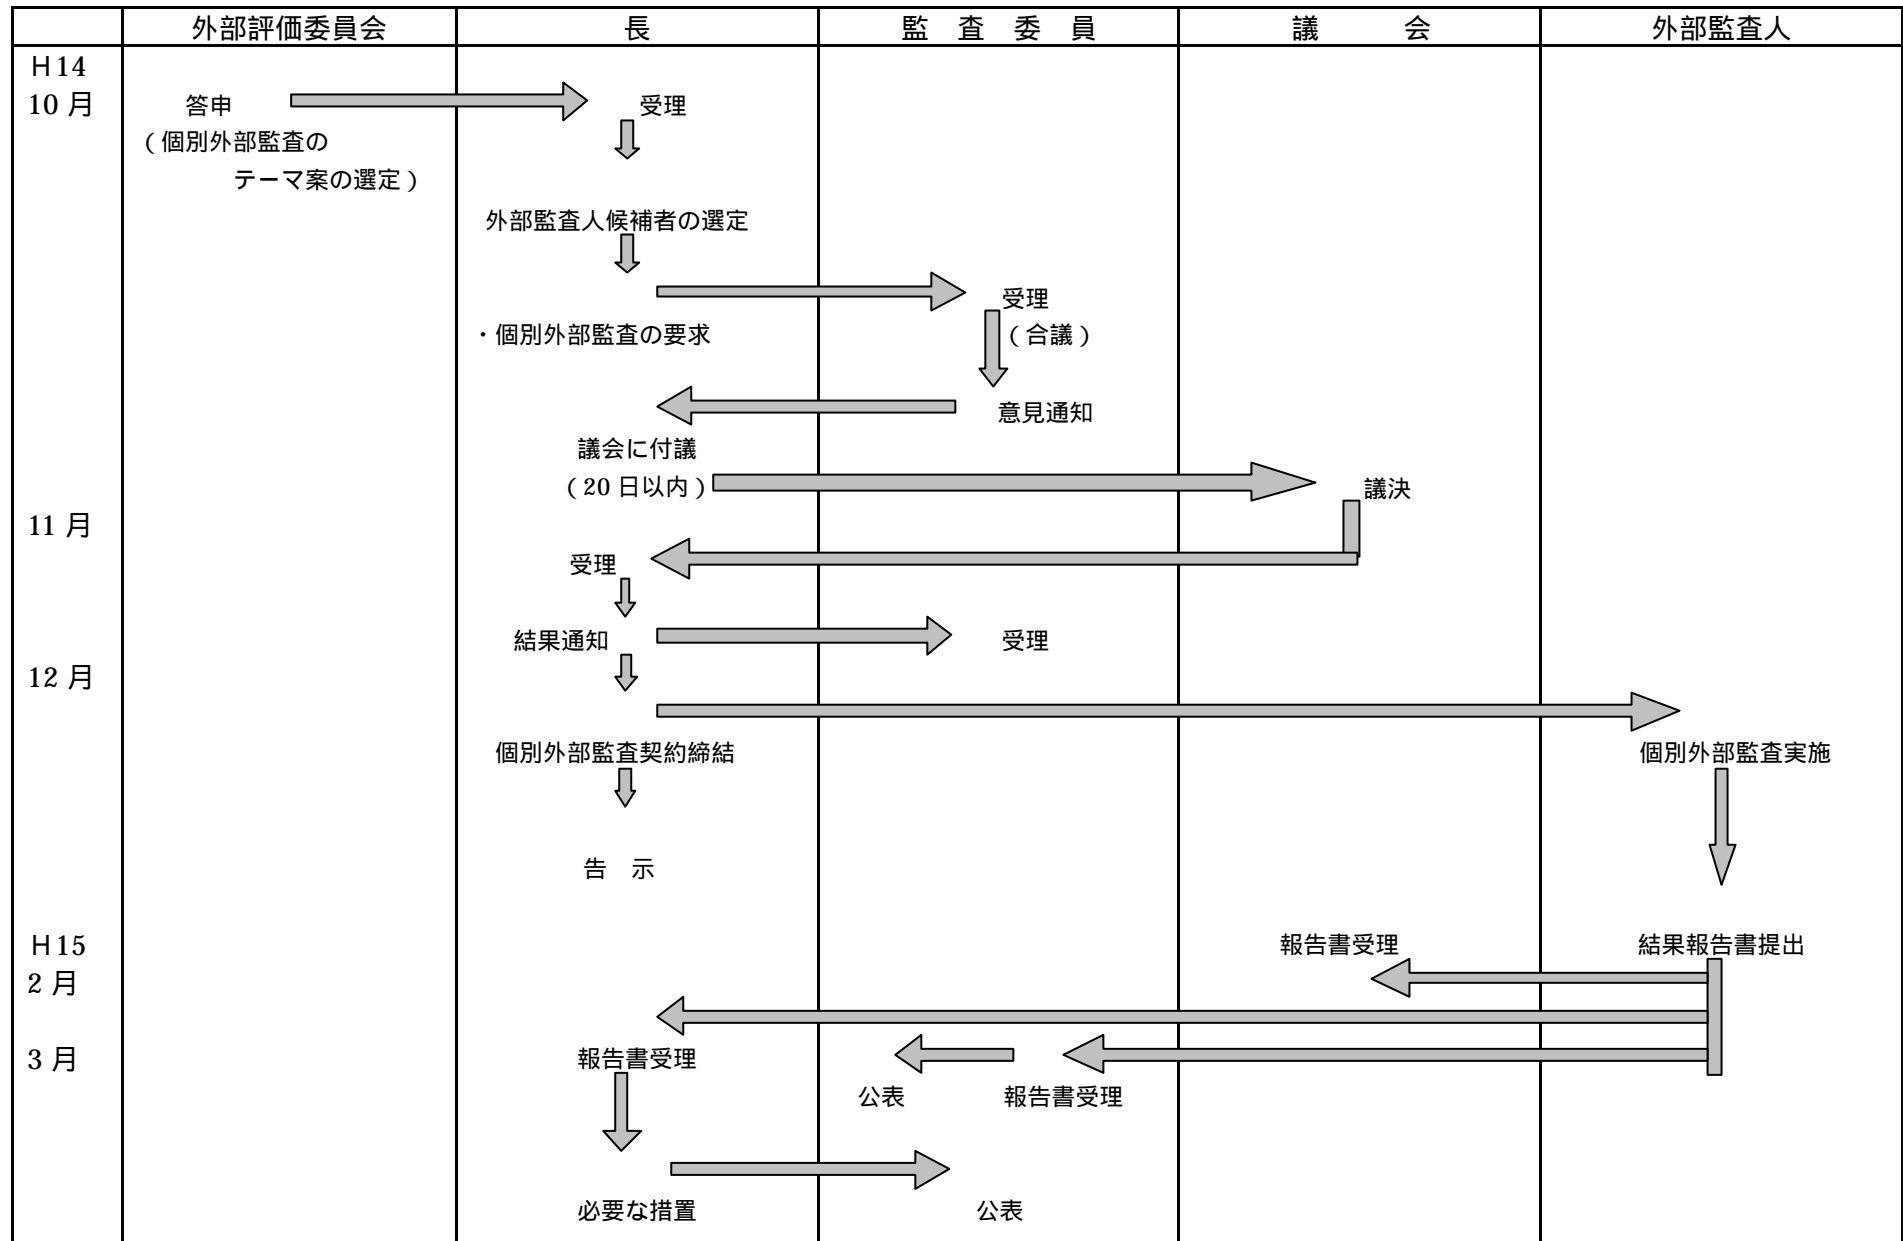 外部評価委員会 長 監　査　委　員 議　　　会 外部監査人
Ｈ14
10 月 答申 受理
（個別外部監査の
テーマ案の選定）
外部監査人候補者の選定
受理
・個別外部監査の要求 （合議）
意見通知
議会に付議
（20 日以内） 議決
11 月
受理
結果通知 受理
12 月
個別外部監査契約締結 個別外部監査実施
告　示
Ｈ15 報告書受理 結果報告書提出
2 月
3 月 報告書受理
公表 報告書受理
必要な措置 公表